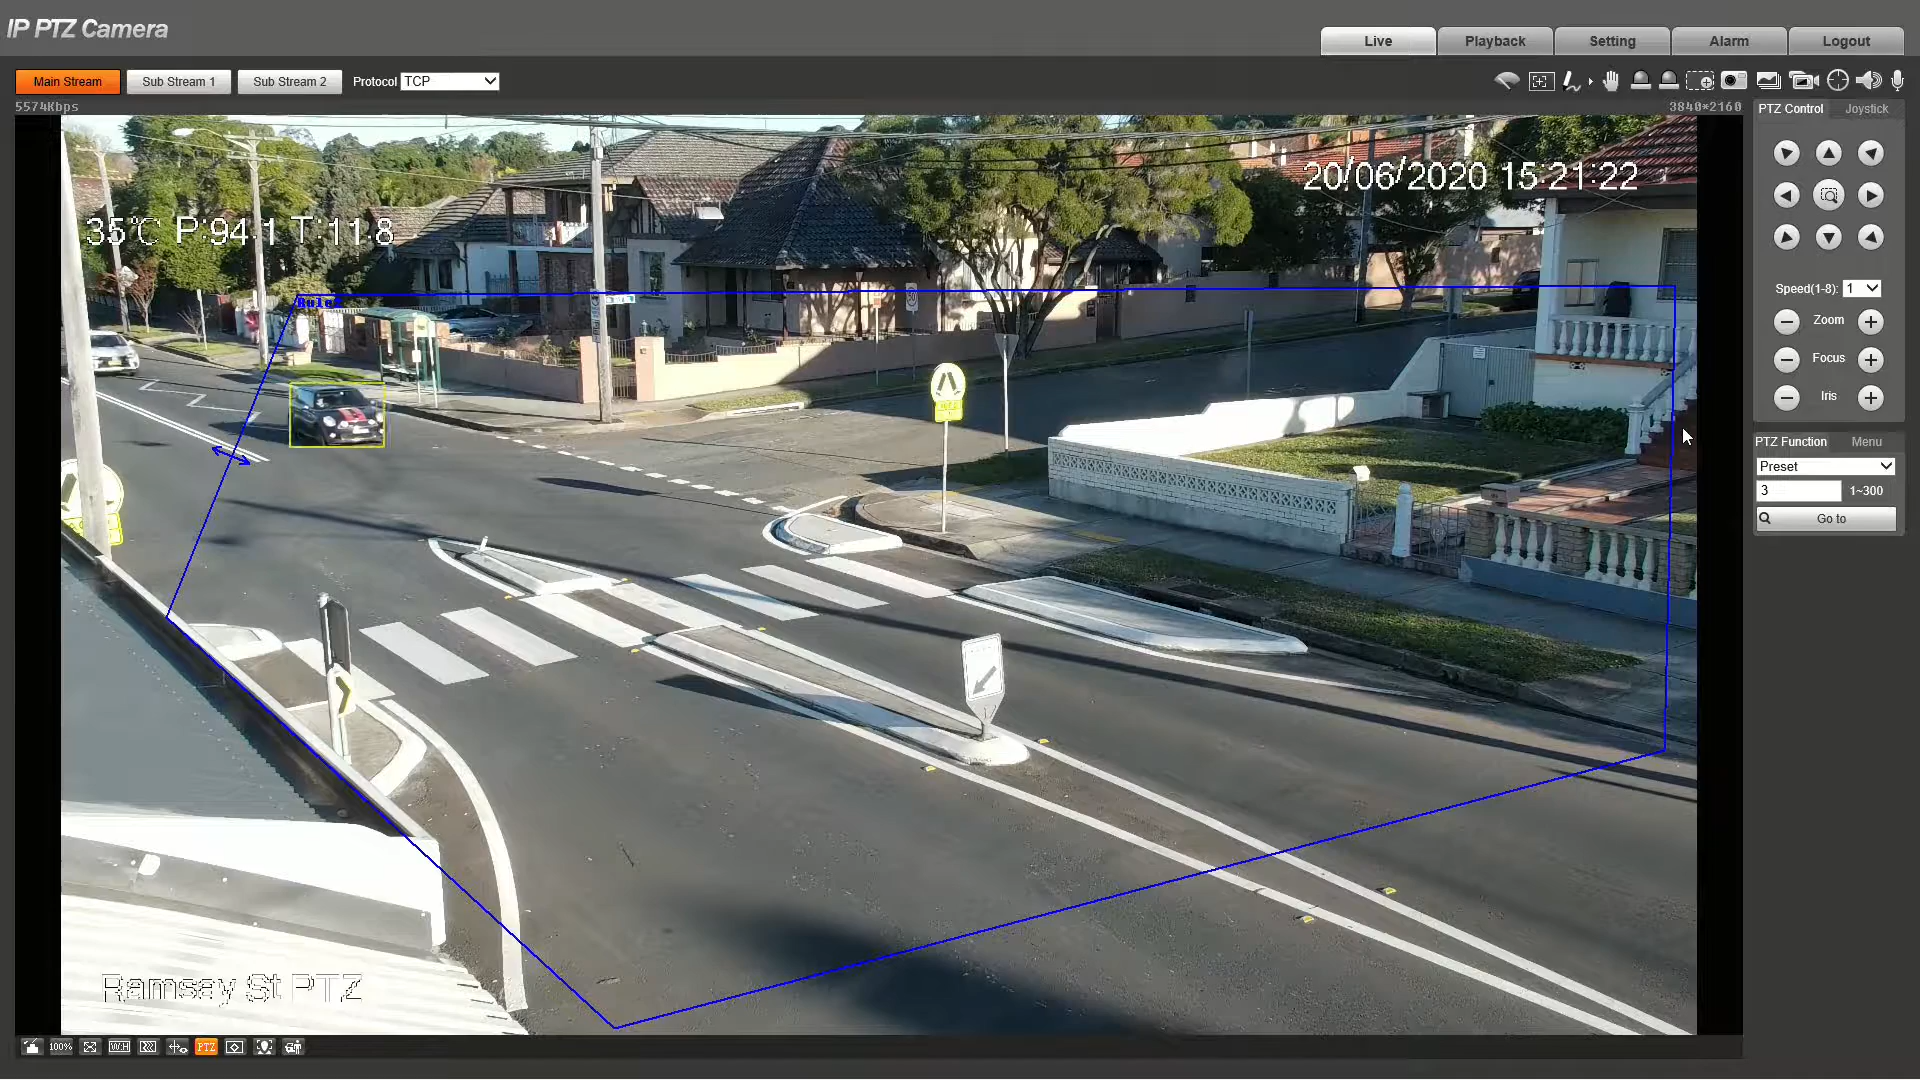 IP PTZ Camera
Live
Playback
Setting
Alarm
Logout
Main Stream
Sub Stream 1
Sub Stream 2
Protocol
TCP
5574Kbps
3840*2160
PTZ Control
Joystick
20/06/2020 15:21:22
35℃ P:94.1 T:11.8
Speed(1-8): 1
Zoom
Focus
Iris
PTZ Function
Menu
Preset
3
1~300
Go to
Ramsay St PTZ
100%
W:H
PTZ